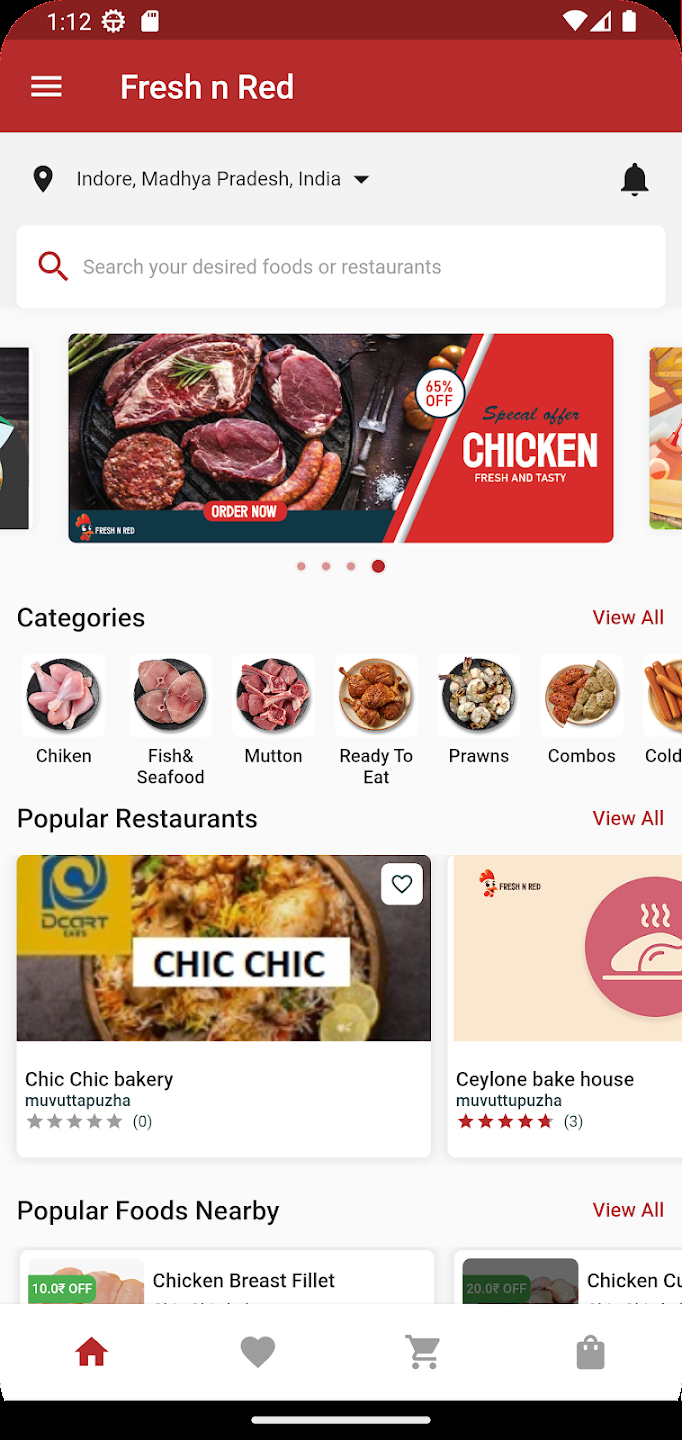 1:12
Fresh n Red
Indore, Madhya Pradesh, India
Search your desired foods or restaurants
65%
OFF
Specal offer
CHICKEN
FRESH AND TASTY
ORDER NOW
FRESH N RED
Categories
View All
Chiken
Fish&
Seafood
Mutton
Ready To
Eat
Prawns
Combos
Cold
Popular Restaurants
View All
Dcart
EATS
CHIC CHIC
FRESH N RED
Chic Chic bakery
muvuttapuzha
(0)
Ceylone bake house
muvuttupuzha
(3)
Popular Foods Nearby
View All
10.0₹ OFF
Chicken Breast Fillet
20.0₹ OFF
Chicken Cu